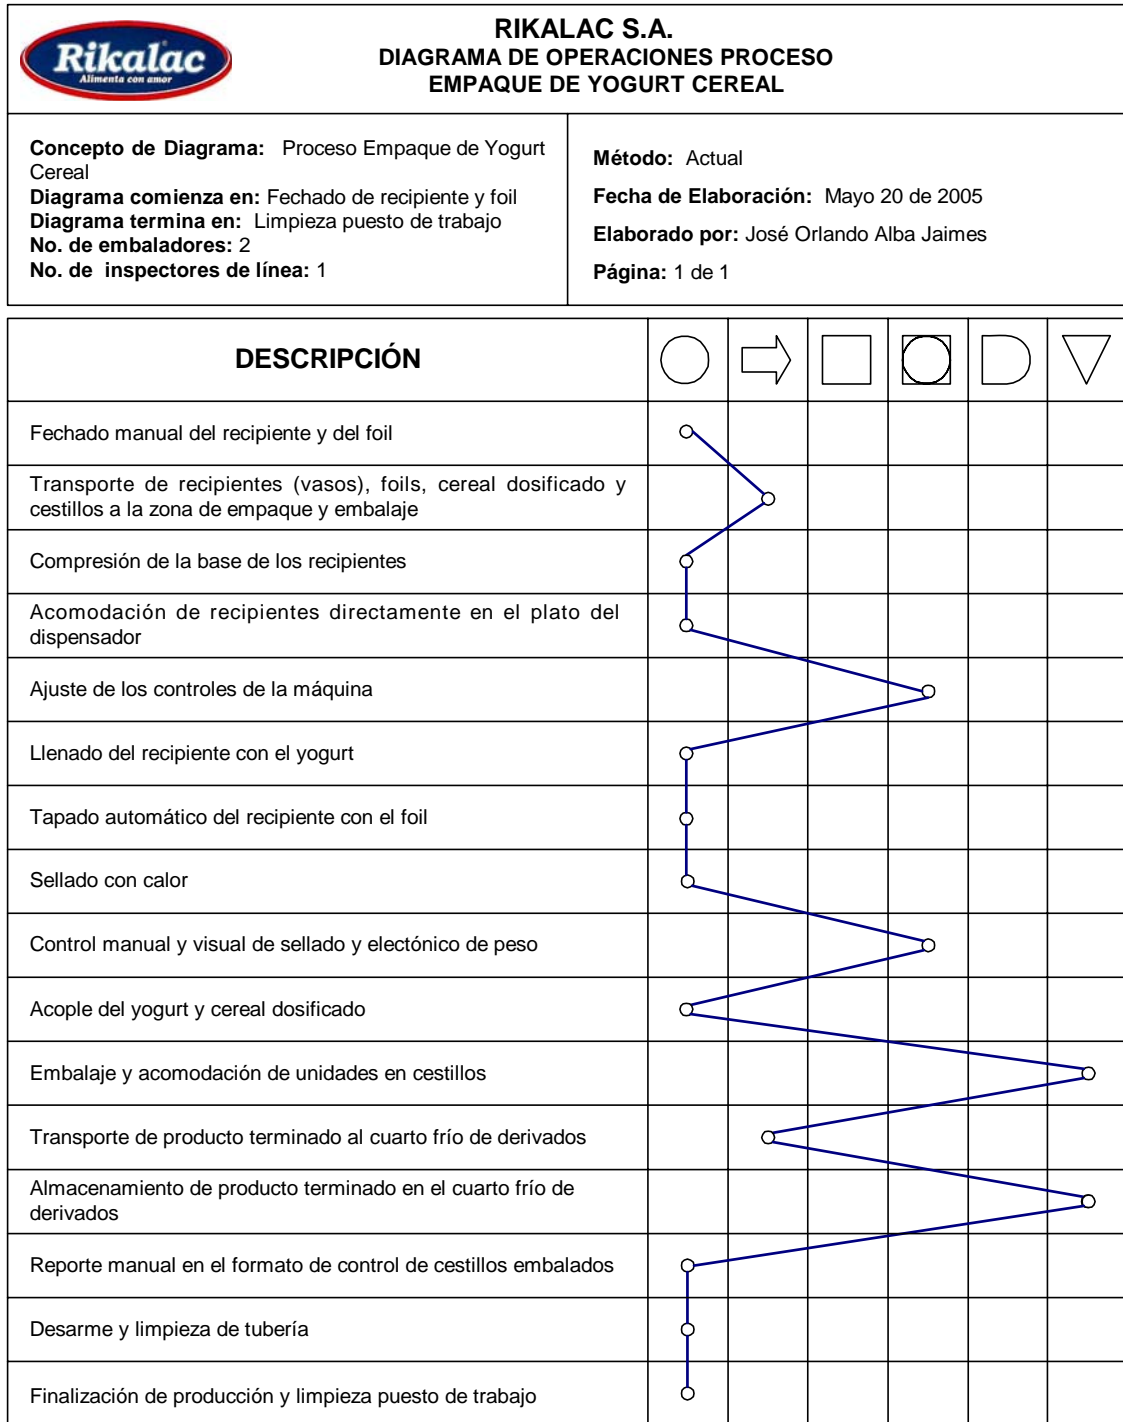 Rikalac
Alimenta con amor
RIKALAC S.A.
DIAGRAMA DE OPERACIONES PROCESO
EMPAQUE DE YOGURT CEREAL
Concepto de Diagrama: Proceso Empaque de Yogurt
Cereal
Diagrama comienza en: Fechado de recipiente y foil
Diagrama termina en: Limpieza puesto de trabajo
No. de embaladores: 2
No. de inspectores de línea: 1
Método: Actual
Fecha de Elaboración: Mayo 20 de 2005
Elaborado por: José Orlando Alba Jaimes
Página: 1 de 1
DESCRIPCIÓN
Fechado manual del recipiente y del foil
Transporte de recipientes (vasos), foils, cereal dosificado y
cestillos a la zona de empaque y embalaje
Compresión de la base de los recipientes
Acomodación de recipientes directamente en el plato del
dispensador
Ajuste de los controles de la máquina
Llenado del recipiente con el yogurt
Tapado automático del recipiente con el foil
Sellado con calor
Control manual y visual de sellado y electónico de peso
Acople del yogurt y cereal dosificado
Embalaje y acomodación de unidades en cestillos
Transporte de producto terminado al cuarto frío de derivados
Almacenamiento de producto terminado en el cuarto frío de
derivados
Reporte manual en el formato de control de cestillos embalados
Desarme y limpieza de tubería
Finalización de producción y limpieza puesto de trabajo